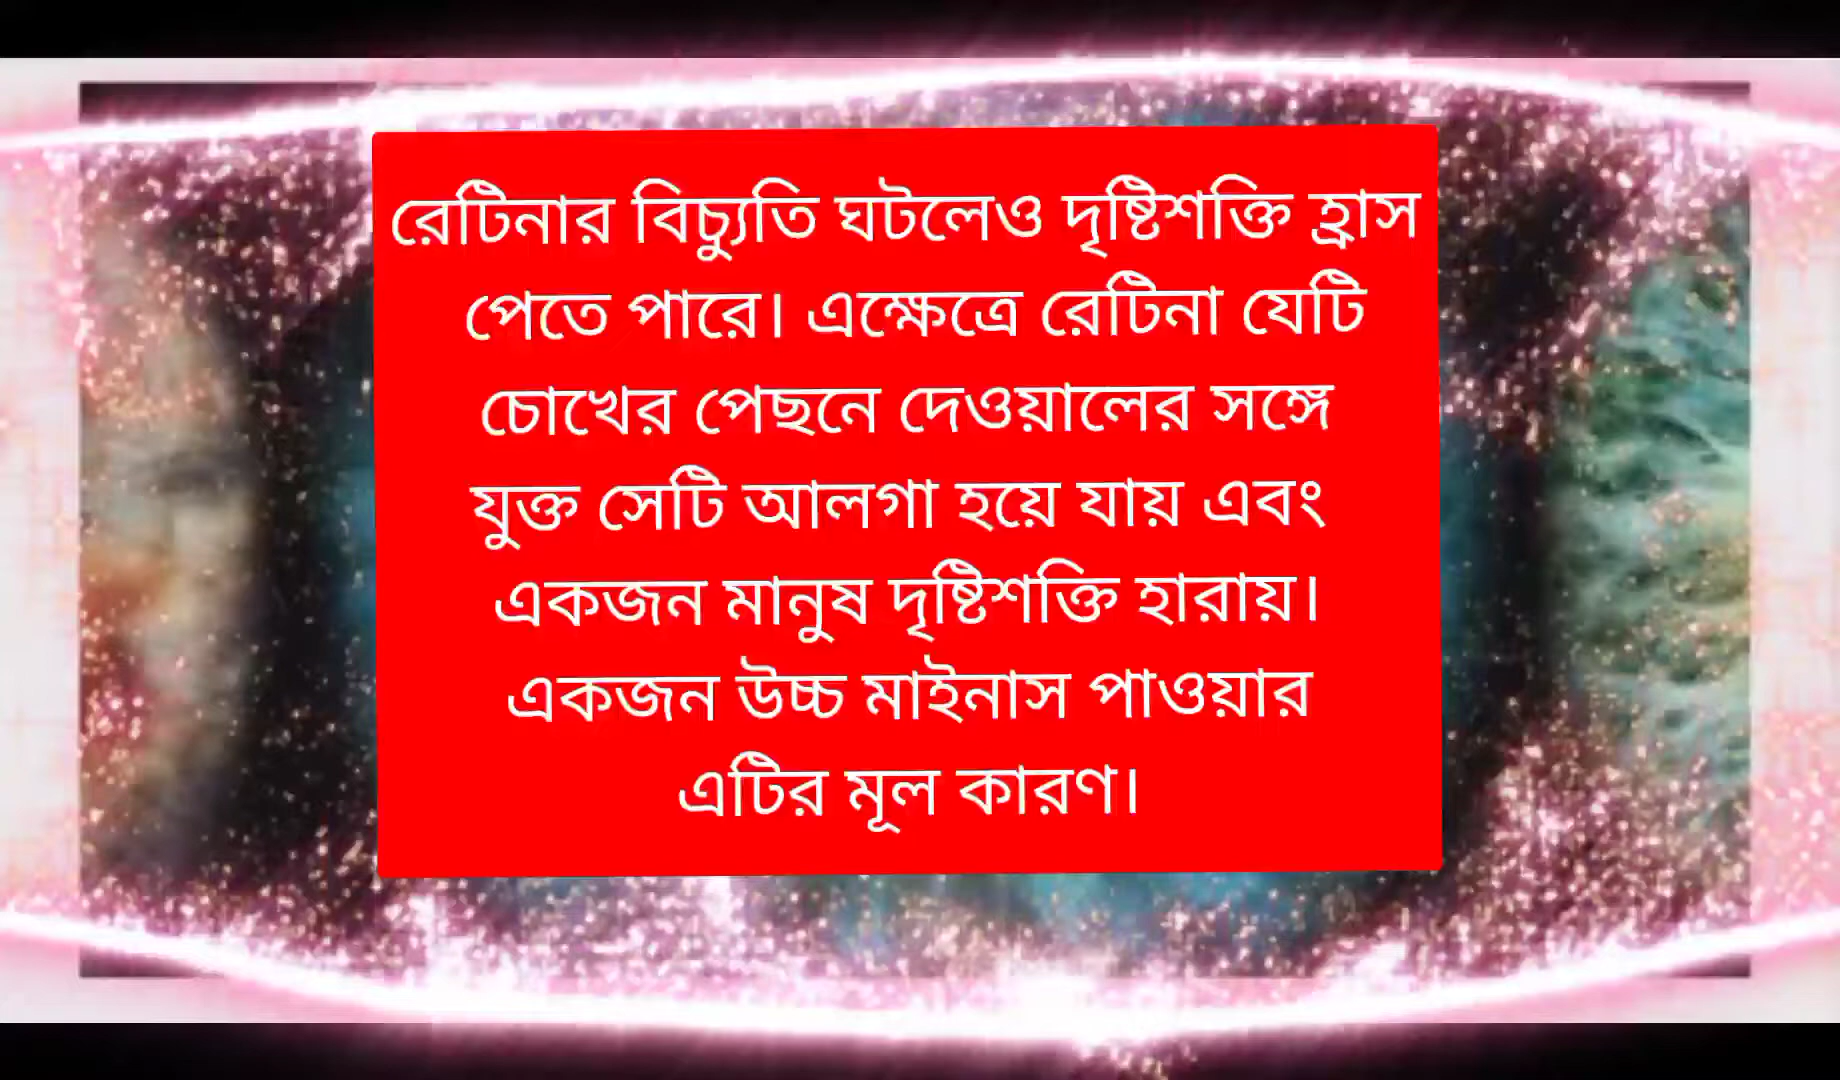 রেটিনার বিচ্যুতি ঘটলেও দৃষ্টিশক্তি হ্রাস
পেতে পারে। এক্ষেত্রে রেটিনা যেটি
চোখের পেছনে দেওয়ালের সঙ্গে
যুক্ত সেটি আলগা হয়ে যায় এবং
একজন মানুষ দৃষ্টিশক্তি হারায়।
একজন উচ্চ মাইনাস পাওয়ার
এটির মূল কারণ।